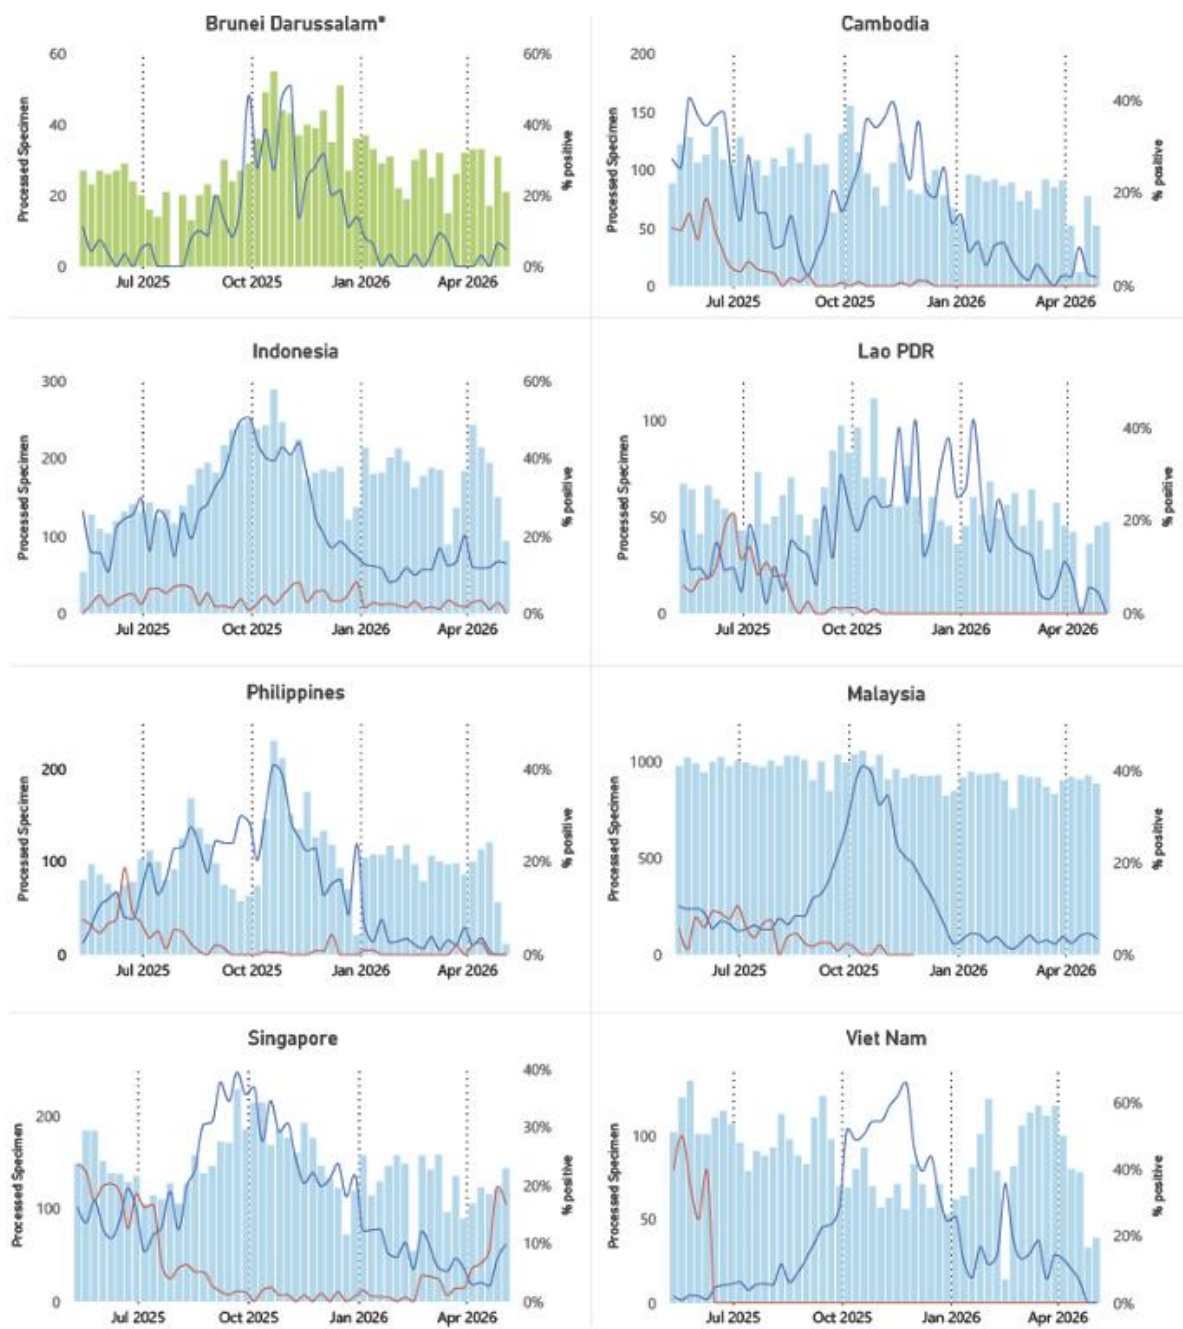 Brunei Darussalam*
60
40
20
0
Processed Specimen
60%
40%
20%
0%
% positive
Jul 2025
Oct 2025
Jan 2026
Apr 2026
Cambodia
200
150
100
50
0
Processed Specimen
40%
20%
0%
% positive
Jul 2025
Oct 2025
Jan 2026
Apr 2026
Indonesia
300
200
100
0
Processed Specimen
60%
40%
20%
0%
% positive
Jul 2025
Oct 2025
Jan 2026
Apr 2026
Lao PDR
100
50
0
Processed Specimen
40%
20%
0%
% positive
Jul 2025
Oct 2025
Jan 2026
Apr 2026
Philippines
200
100
0
Processed Specimen
40%
20%
0%
% positive
Jul 2025
Oct 2025
Jan 2026
Apr 2026
Malaysia
1000
500
0
Processed Specimen
40%
20%
0%
% positive
Jul 2025
Oct 2025
Jan 2026
Apr 2026
Singapore
200
100
0
Processed Specimen
40%
30%
20%
10%
0%
% positive
Jul 2025
Oct 2025
Jan 2026
Apr 2026
Viet Nam
100
50
0
Processed Specimen
60%
40%
20%
0%
% positive
Jul 2025
Oct 2025
Jan 2026
Apr 2026